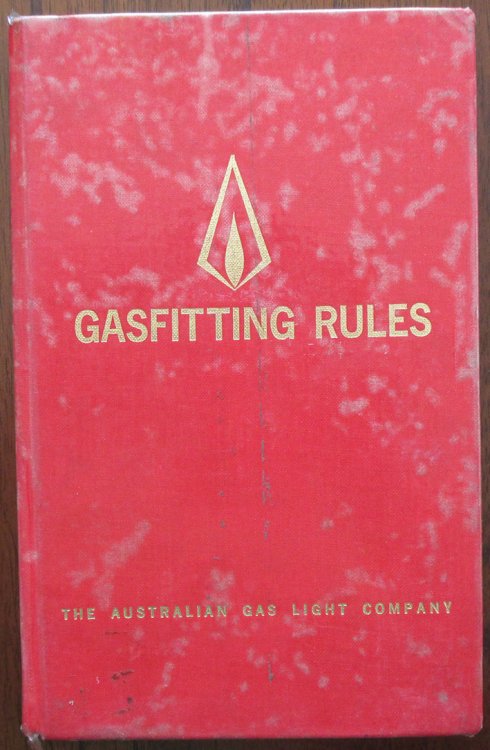 GASFITTING RULES
THE AUSTRALIAN GAS LIGHT COMPANY